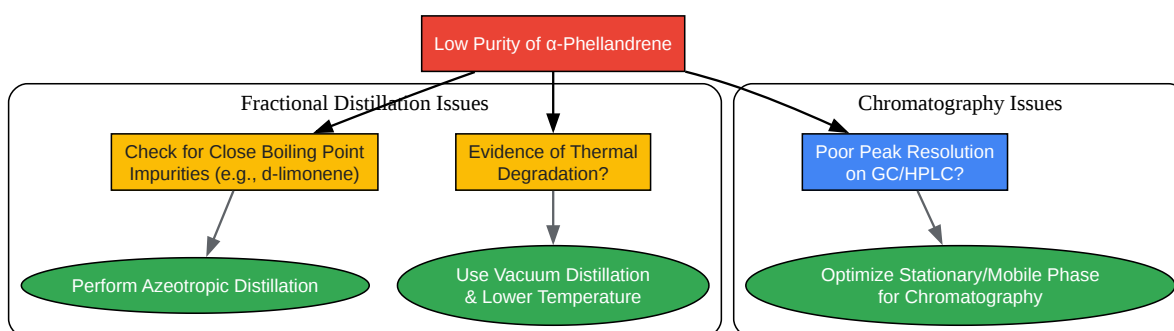 Low Purity of α-Phellandrene
Fractional Distillation Issues
Chromatography Issues
Check for Close Boiling Point
Impurities (e.g., d-limonene)
Evidence of Thermal
Degradation?
Poor Peak Resolution
on GC/HPLC?
Perform Azeotropic Distillation
Use Vacuum Distillation
& Lower Temperature
Optimize Stationary/Mobile Phase
for Chromatography